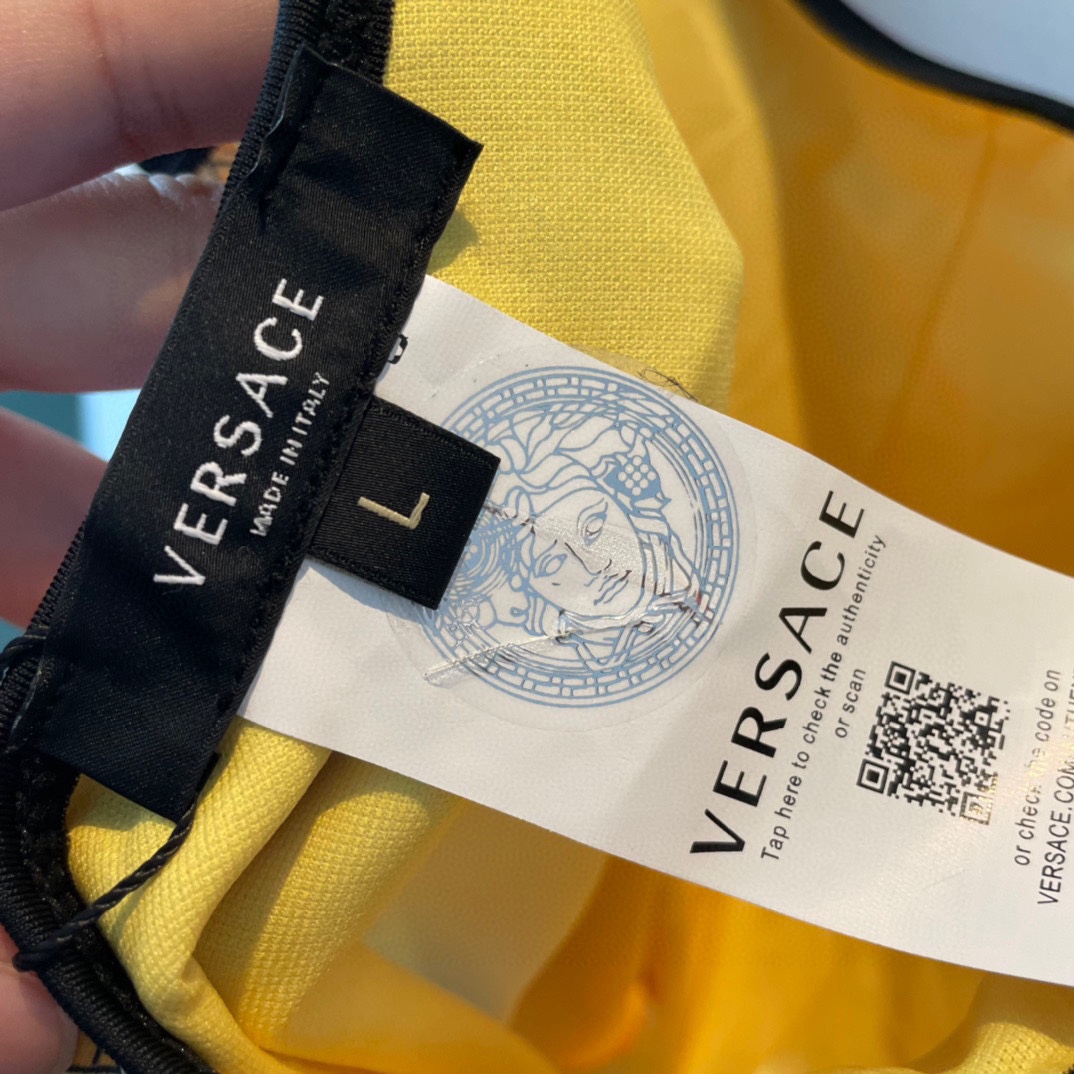 VERSACE
MADE IN ITALY
L
VERSACE
Tap here to check the authenticity
or scan
or check the code on
VERSACE.COM